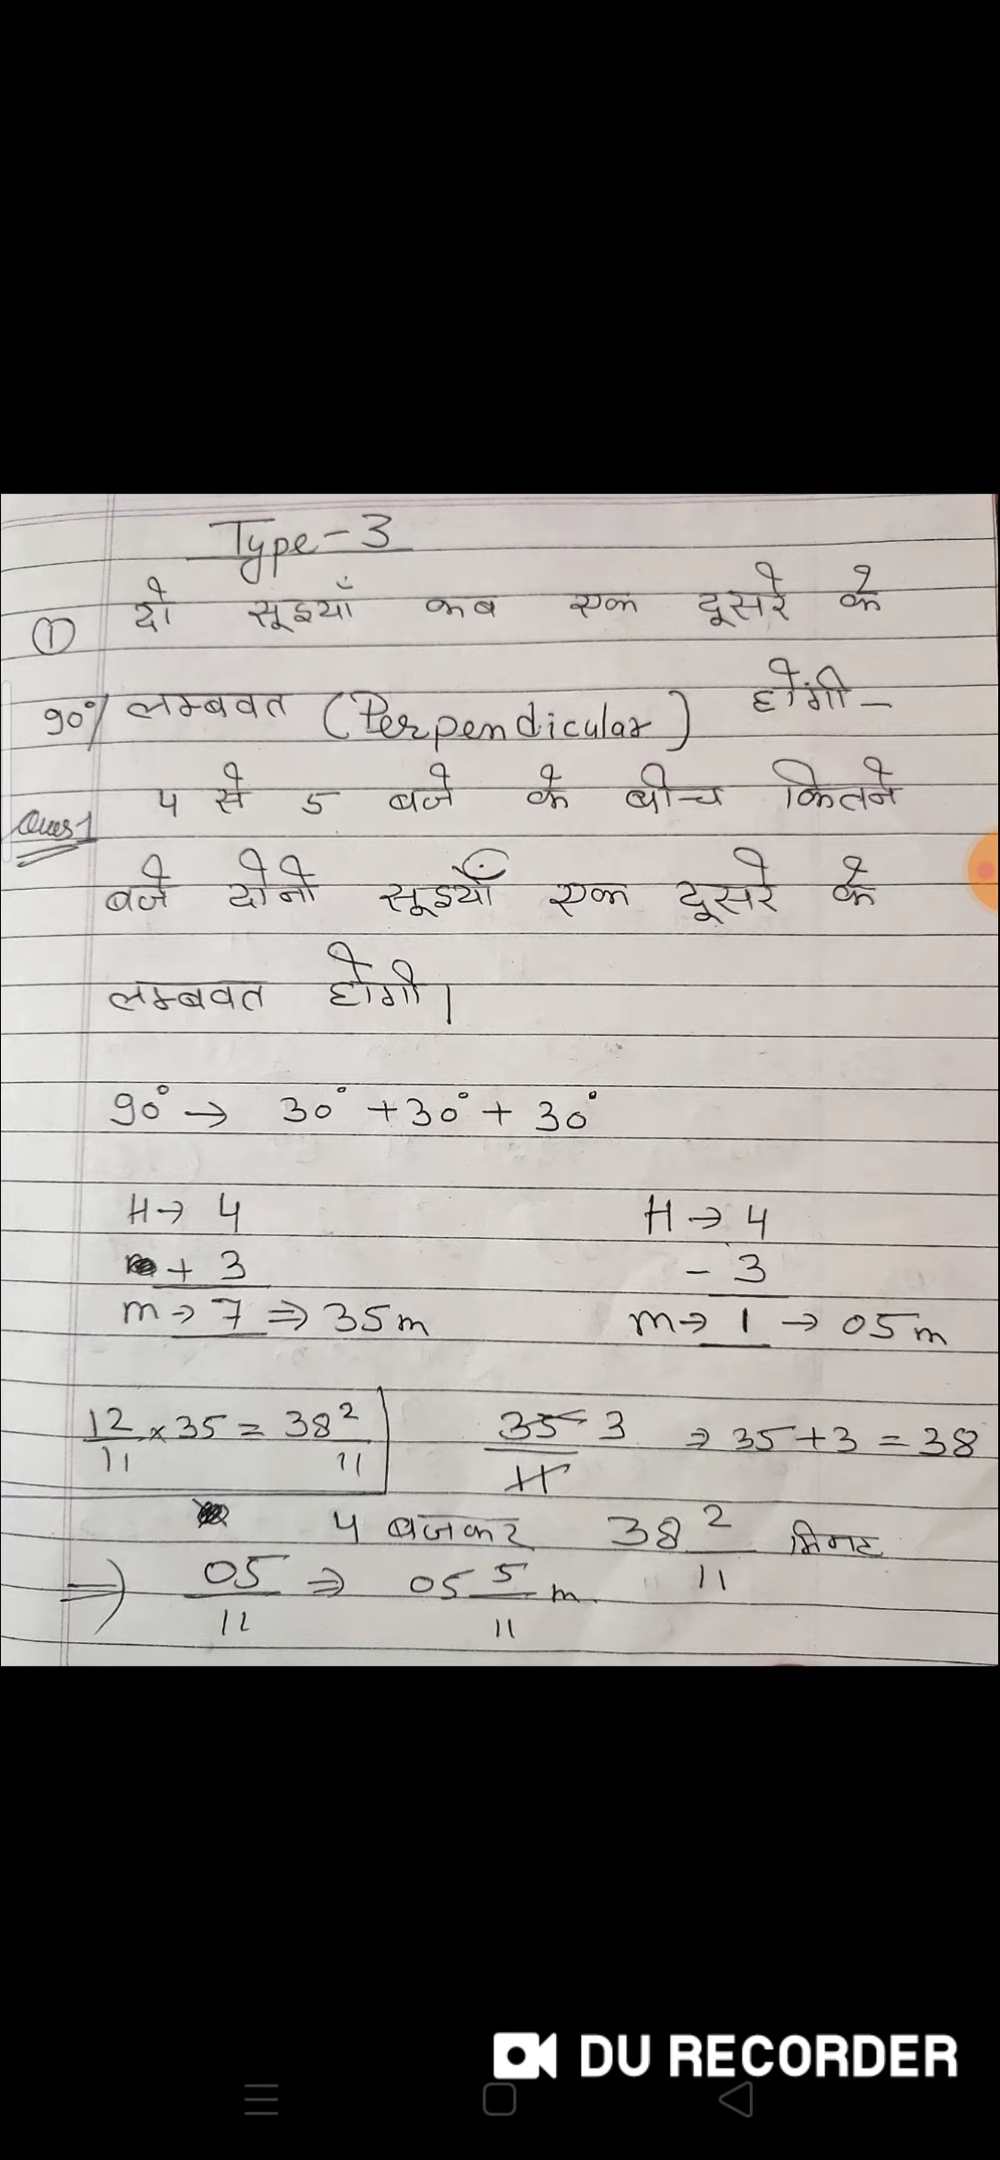 Type-3
① दो सूइयाँ कब एक दूसरे के
90°/ लम्बवत (Perpendicular) होंगी-
Ques 1 4 से 5 बजे के बीच कितने
बजे दोनो सूइयाँ एक दूसरे के
लम्बवत होगी।
90° → 30° + 30° + 30°
H → 4 H → 4
+ 3 - 3
m → 7 ⇒ 35m m → 1 → 05m
12/11 × 35 = 38 2/11 35/11 3 ⇒ 35+3 = 38
4 बजकर 38 2/11 मिनट
⇒ 05/11 ⇒ 05 5/11 m.
DU RECORDER